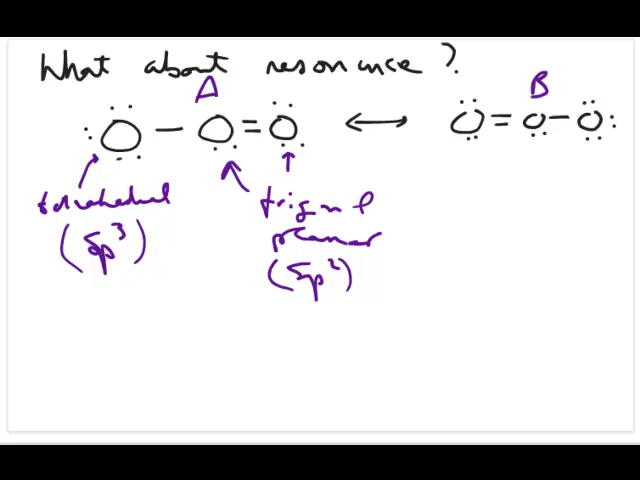 What about resonance?
A
B
:O — O = O ↔ O = O — O:
tetrahedral
(sp³)
trigonal
planar
(sp²)